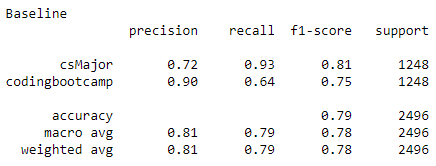 Baseline
precision recall f1-score support
csMajor 0.72 0.93 0.81 1248
codingbootcamp 0.90 0.64 0.75 1248
accuracy 0.79 2496
macro avg 0.81 0.79 0.78 2496
weighted avg 0.81 0.79 0.78 2496